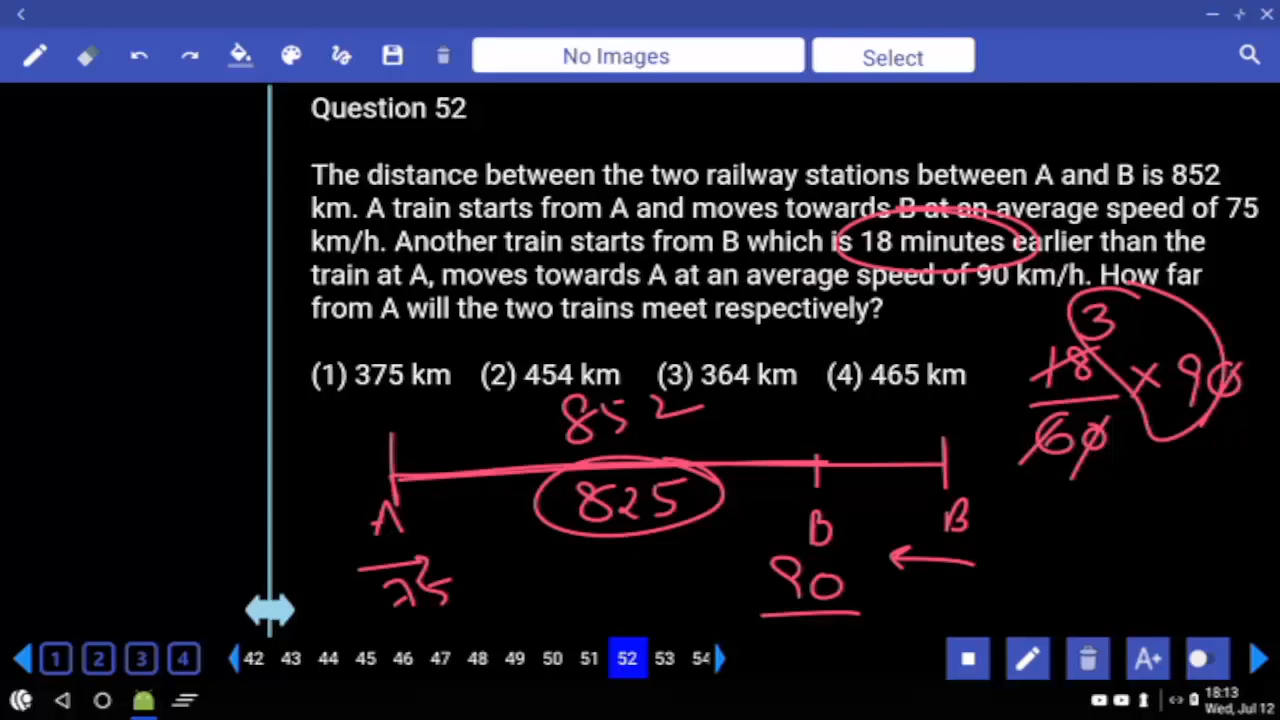 No Images
Select
Question 52
The distance between the two railway stations between A and B is 852
km. A train starts from A and moves towards B at an average speed of 75
km/h. Another train starts from B which is 18 minutes earlier than the
train at A, moves towards A at an average speed of 90 km/h. How far
from A will the two trains meet respectively?
(1) 375 km (2) 454 km (3) 364 km (4) 465 km
3
18 × 90
60
852
825
A B B
75 90
1 2 3 4 42 43 44 45 46 47 48 49 50 51 52 53 54
A+
18:13
Wed, Jul 12